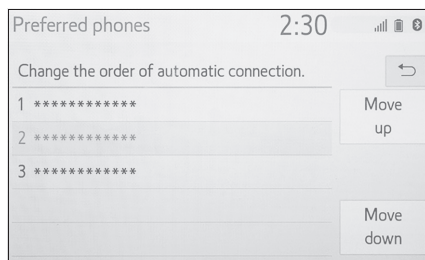 Preferred phones 2:30
Change the order of automatic connection.
1 ************
Move
up
2 ************
3 ************
Move
down